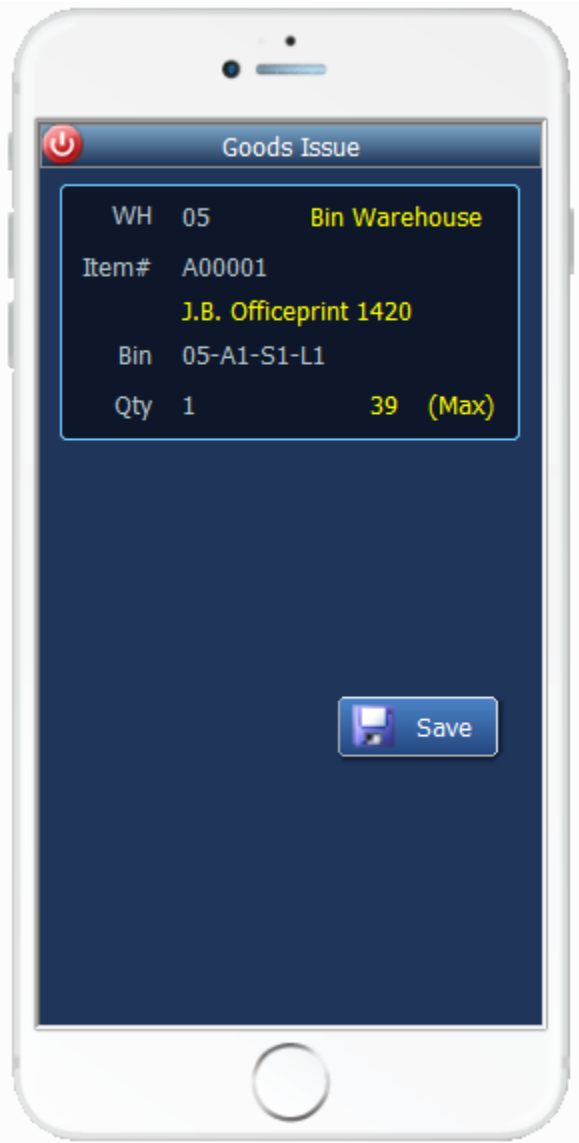 Goods Issue
WH 05 Bin Warehouse
Item# A00001
J.B. Officeprint 1420
Bin 05-A1-S1-L1
Qty 1 39 (Max)
Save